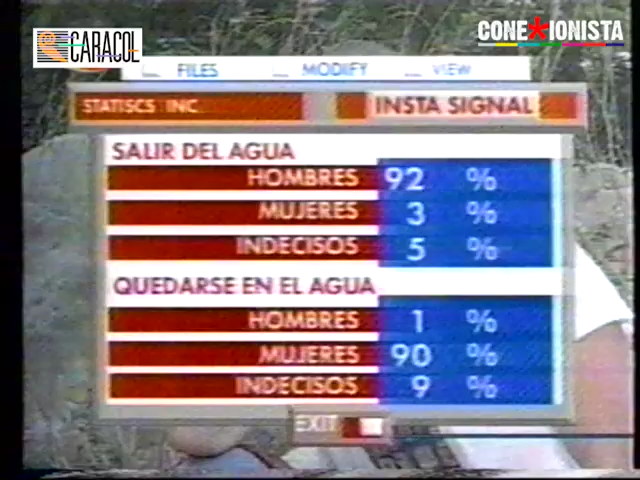 CARACOL
CONEXIONISTA
FILES MODIFY VIEW
STATISCS INC. INSTA SIGNAL
SALIR DEL AGUA
HOMBRES 92 %
MUJERES 3 %
INDECISOS 5 %
QUEDARSE EN EL AGUA
HOMBRES 1 %
MUJERES 90 %
INDECISOS 9 %
EXIT